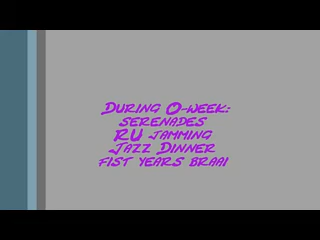 During O-week:
serenades
RU jamming
Jazz Dinner
fist years braai